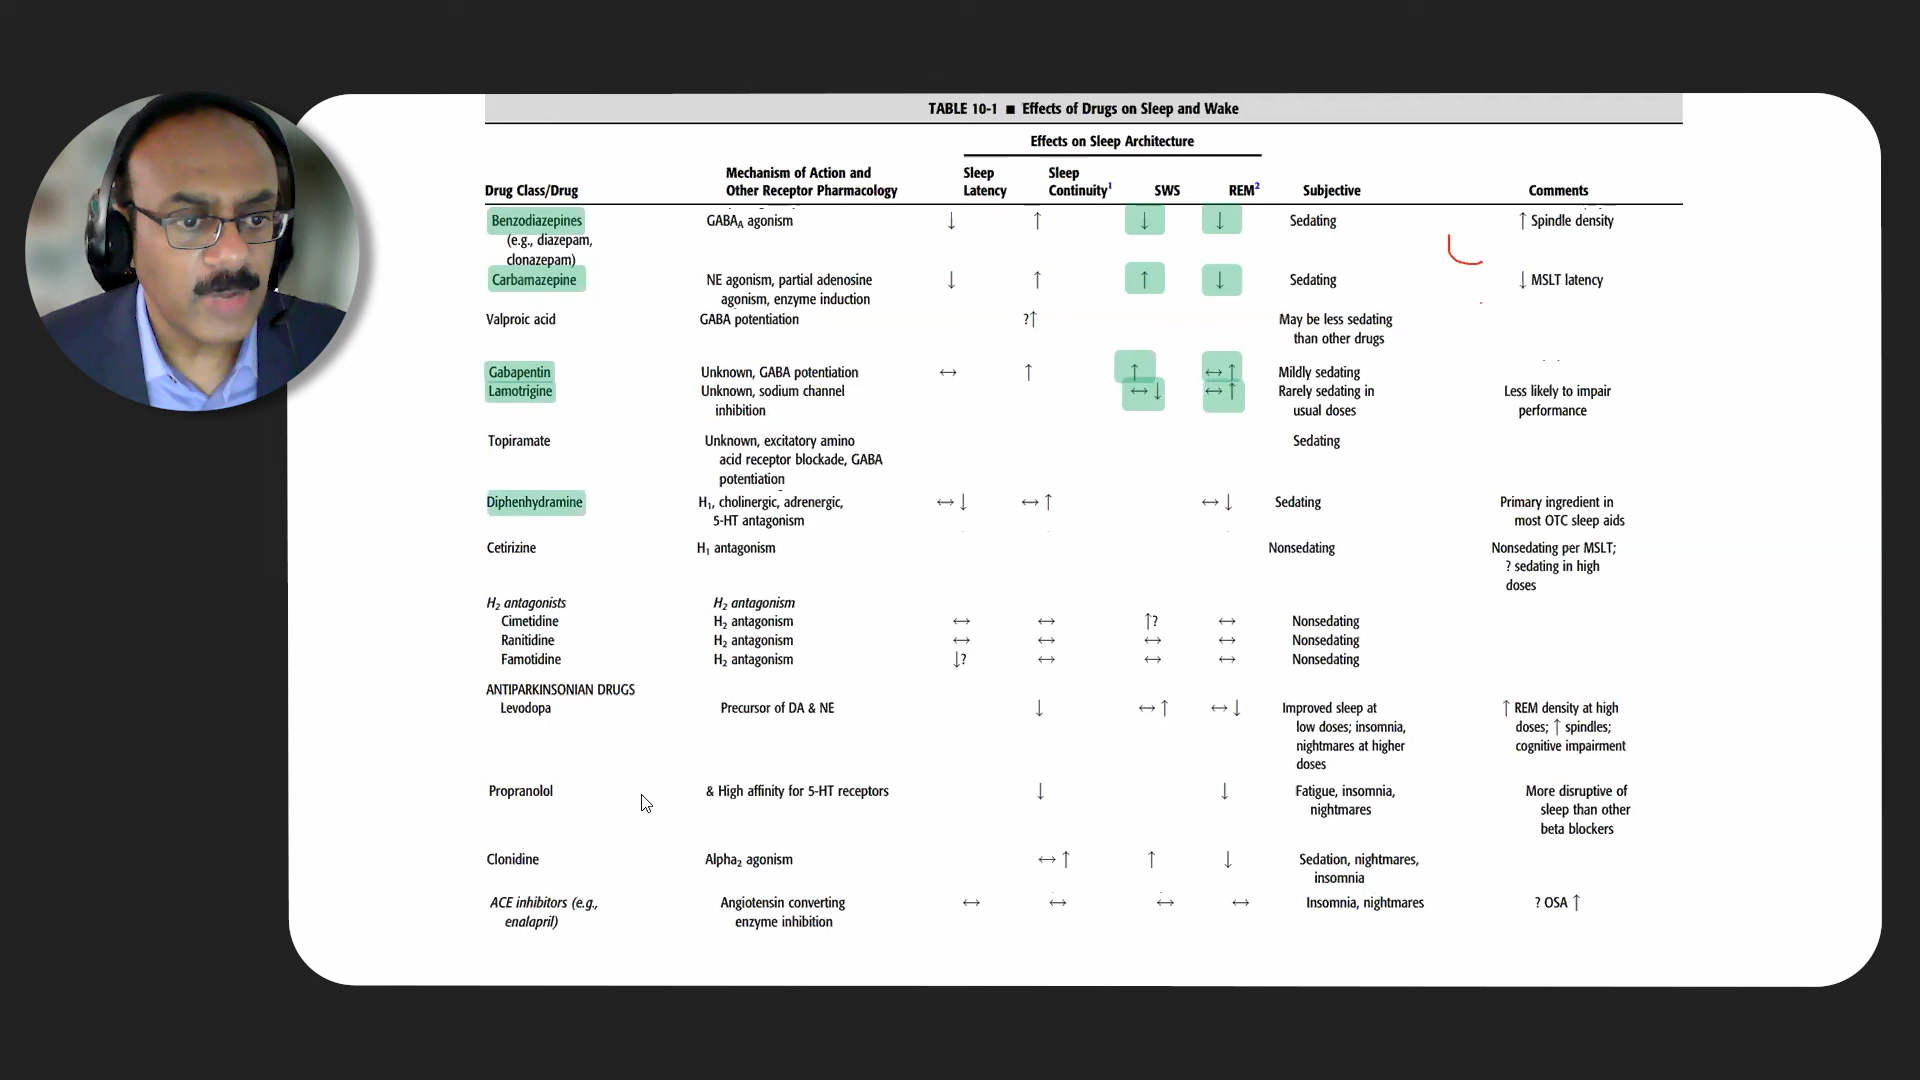 TABLE 10-1 ■ Effects of Drugs on Sleep and Wake
Effects on Sleep Architecture
Drug Class/Drug Mechanism of Action and Other Receptor Pharmacology Sleep Latency Sleep Continuity1 SWS REM2 Subjective Comments
Benzodiazepines GABAA agonism ↓ ↑ ↓ ↓ Sedating ↑ Spindle density
(e.g., diazepam,
clonazepam)
Carbamazepine NE agonism, partial adenosine ↓ ↑ ↑ ↓ Sedating ↓ MSLT latency
agonism, enzyme induction
Valproic acid GABA potentiation ?↑ May be less sedating
than other drugs
Gabapentin Unknown, GABA potentiation ↔ ↑ ↑ ↔↑ Mildly sedating
Lamotrigine Unknown, sodium channel ↔↓ ↔↑ Rarely sedating in Less likely to impair
inhibition usual doses performance
Topiramate Unknown, excitatory amino Sedating
acid receptor blockade, GABA
potentiation
Diphenhydramine H1, cholinergic, adrenergic, ↔↓ ↔↑ ↔↓ Sedating Primary ingredient in
5-HT antagonism most OTC sleep aids
Cetirizine H1 antagonism Nonsedating Nonsedating per MSLT;
? sedating in high
doses
H2 antagonists H2 antagonism
Cimetidine H2 antagonism ↔ ↔ ↑? ↔ Nonsedating
Ranitidine H2 antagonism ↔ ↔ ↔ ↔ Nonsedating
Famotidine H2 antagonism ↓? ↔ ↔ ↔ Nonsedating
ANTIPARKINSONIAN DRUGS
Levodopa Precursor of DA & NE ↓ ↔↑ ↔↓ Improved sleep at ↑ REM density at high
low doses; insomnia, doses; ↑ spindles;
nightmares at higher cognitive impairment
doses
Propranolol & High affinity for 5-HT receptors ↓ ↓ Fatigue, insomnia, More disruptive of
nightmares sleep than other
beta blockers
Clonidine Alpha2 agonism ↔↑ ↑ ↓ Sedation, nightmares,
insomnia
ACE inhibitors (e.g., Angiotensin converting ↔ ↔ ↔ ↔ Insomnia, nightmares ? OSA ↑
enalapril) enzyme inhibition